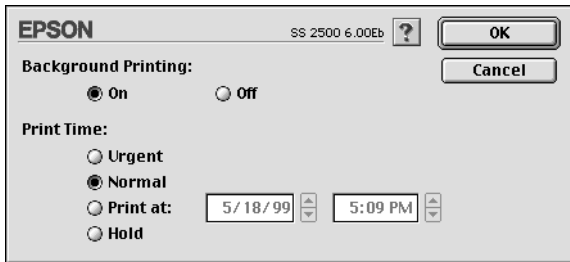 EPSON SS 2500 6.00Eb ? OK
Background Printing: Cancel
On Off
Print Time:
Urgent
Normal
Print at: 5/18/99 5:09 PM
Hold